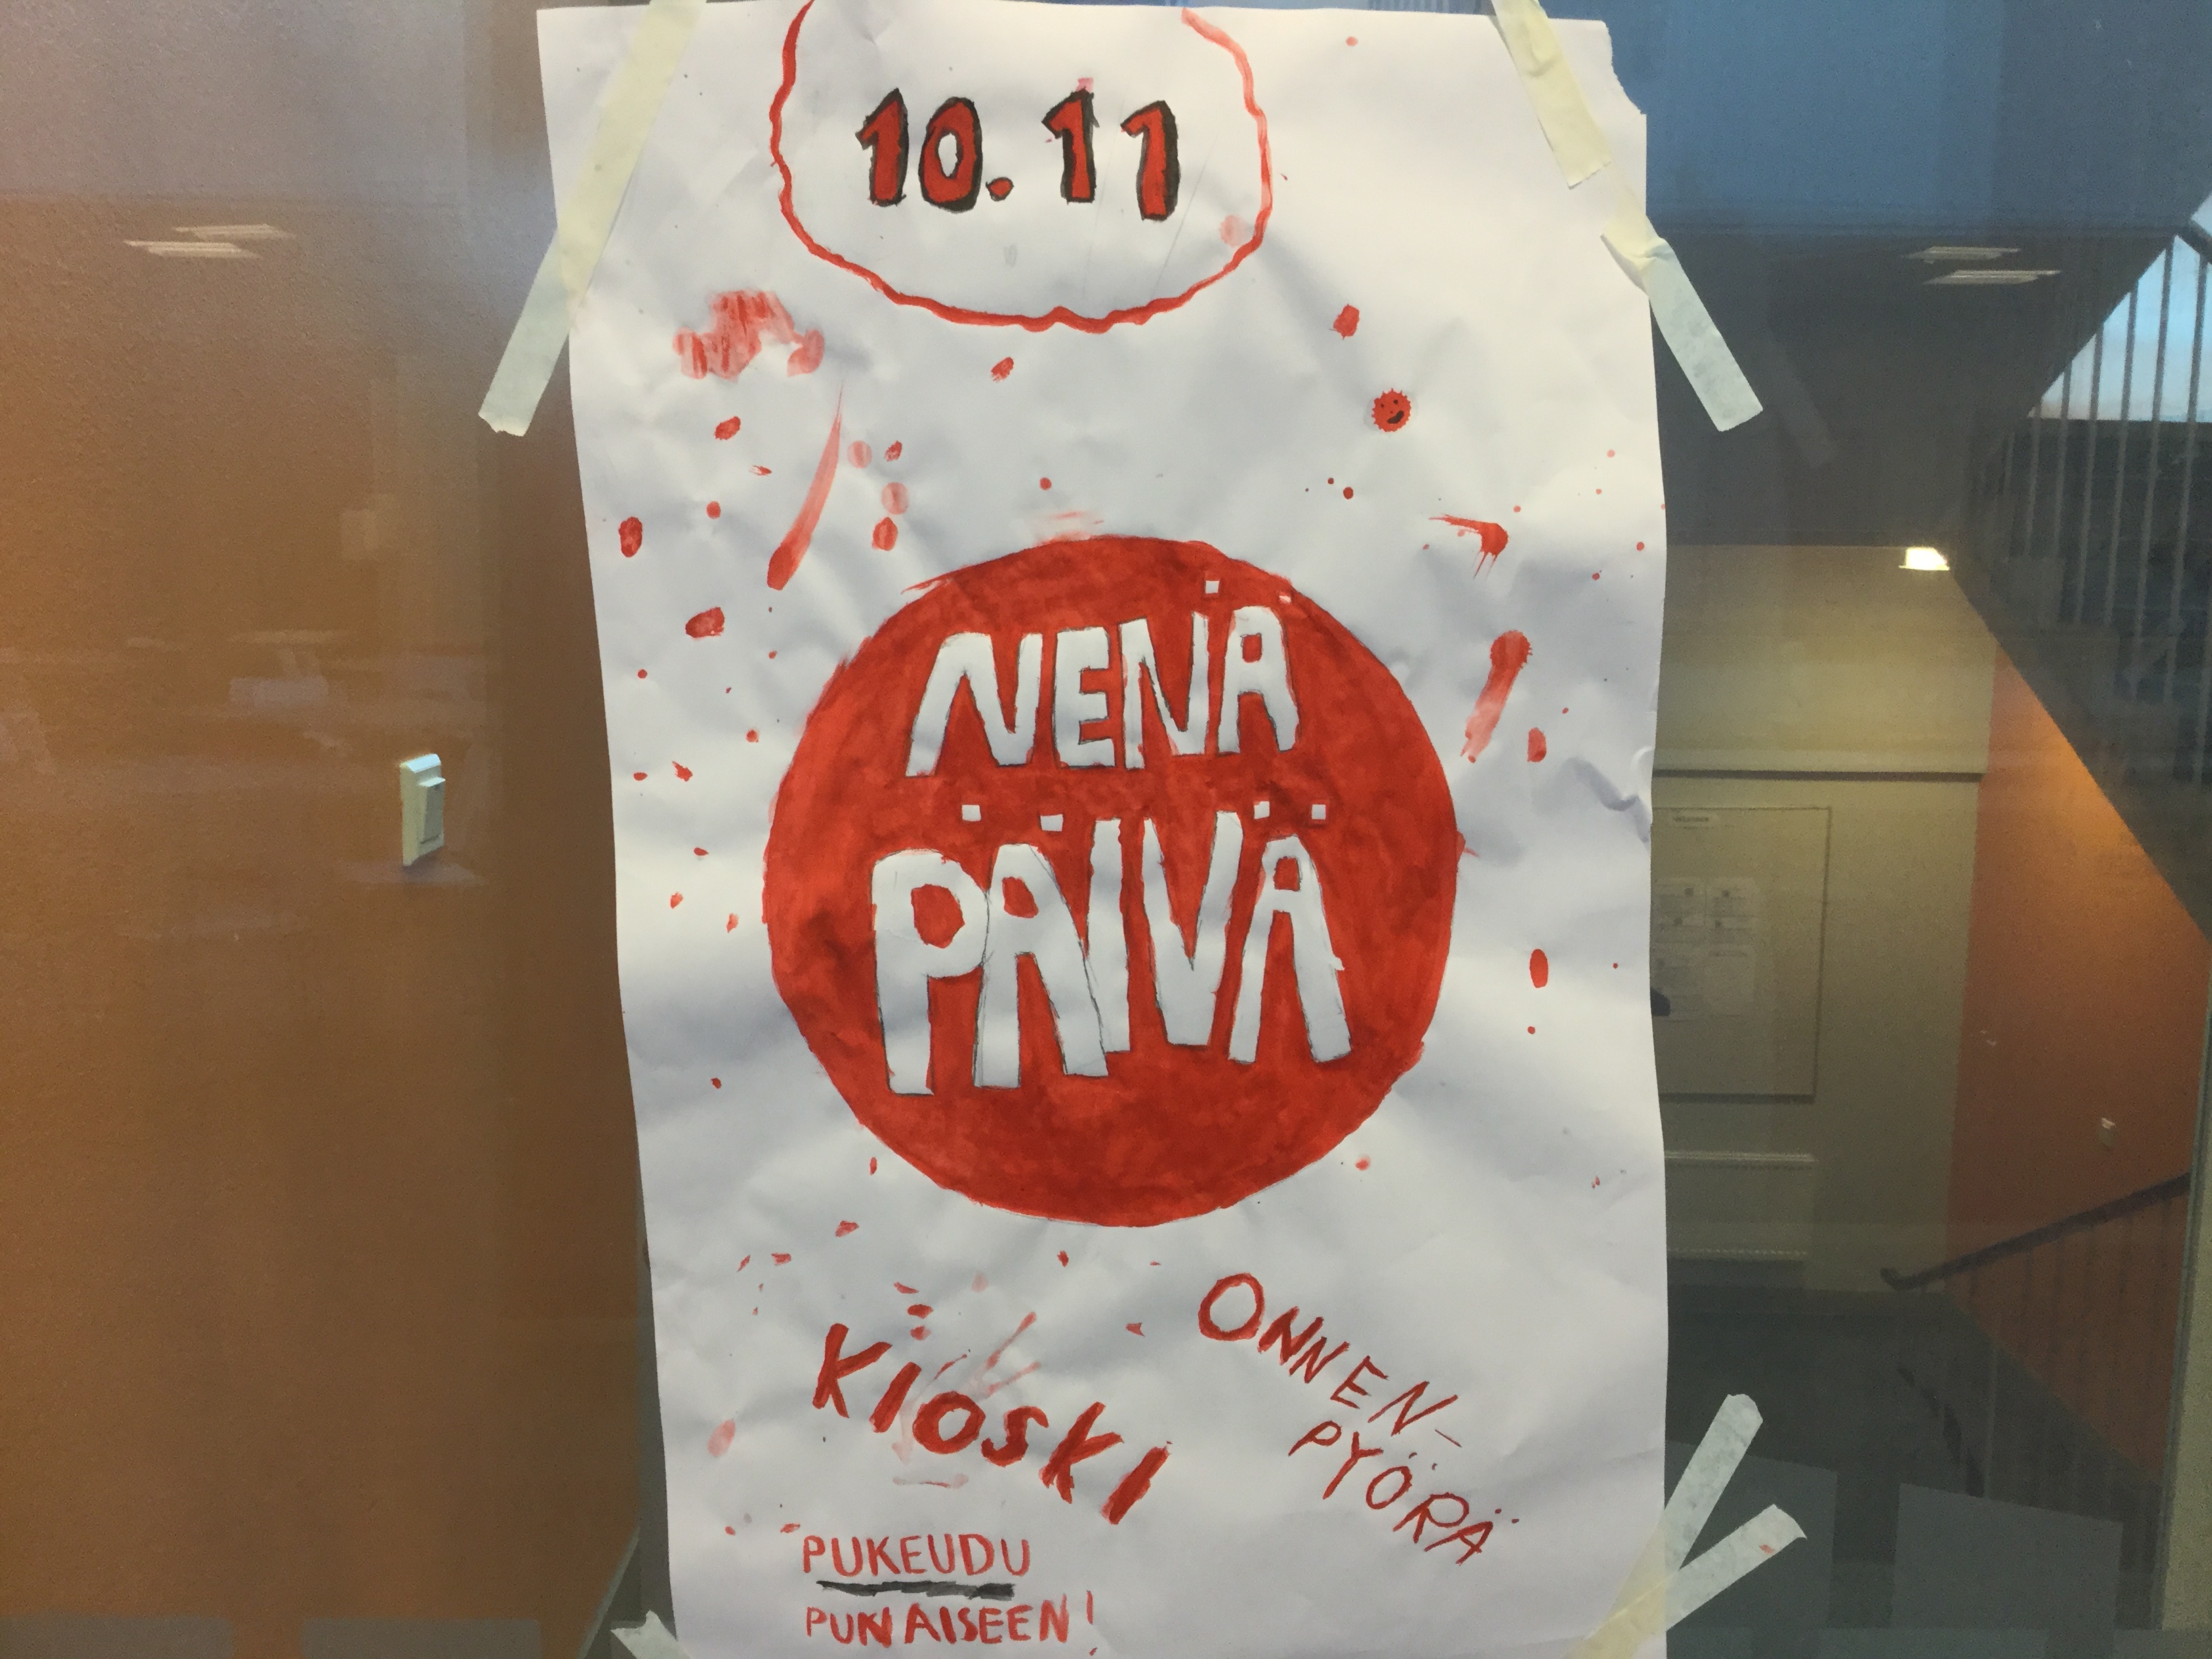 10.11
NENÄ
PÄIVÄ
KIOSKI
ONNEN-
PYÖRÄ
PUKEUDU
PUNAISEEN!